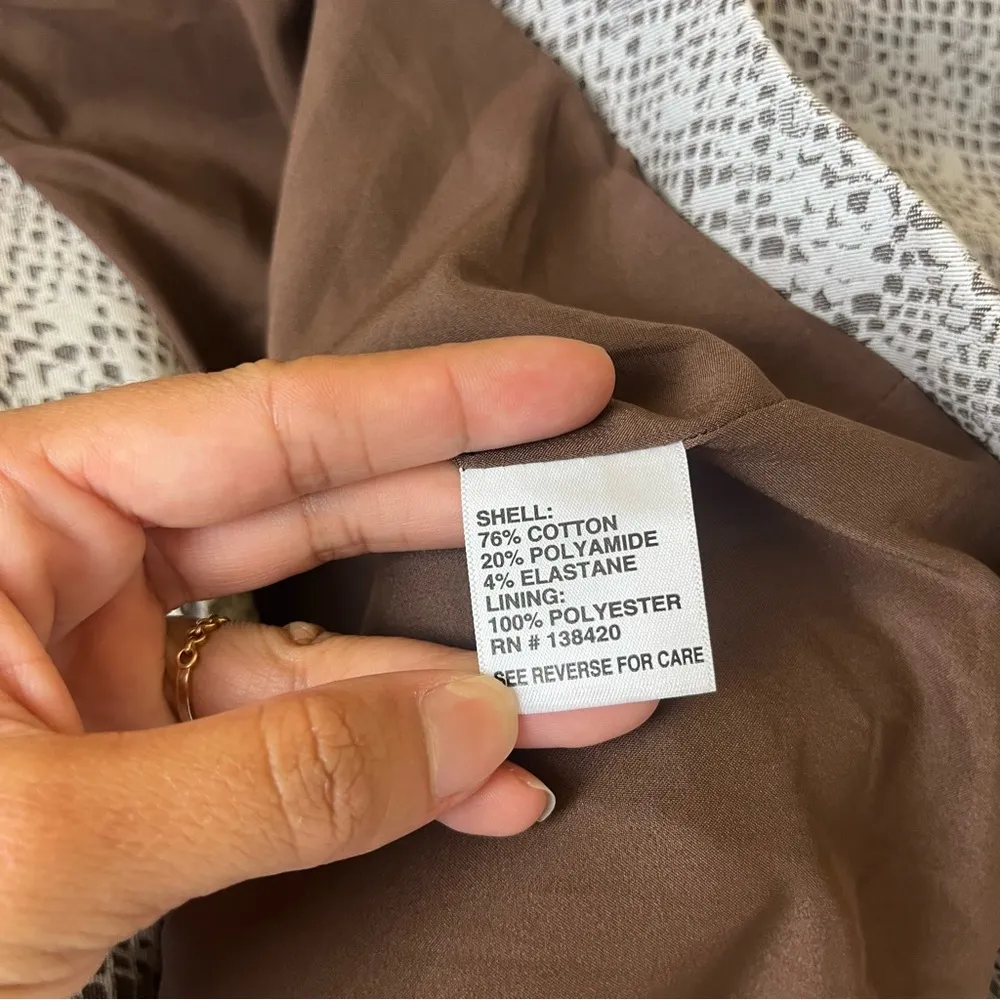 SHELL:
76% COTTON
20% POLYAMIDE
4% ELASTANE
LINING:
100% POLYESTER
RN # 138420
SEE REVERSE FOR CARE